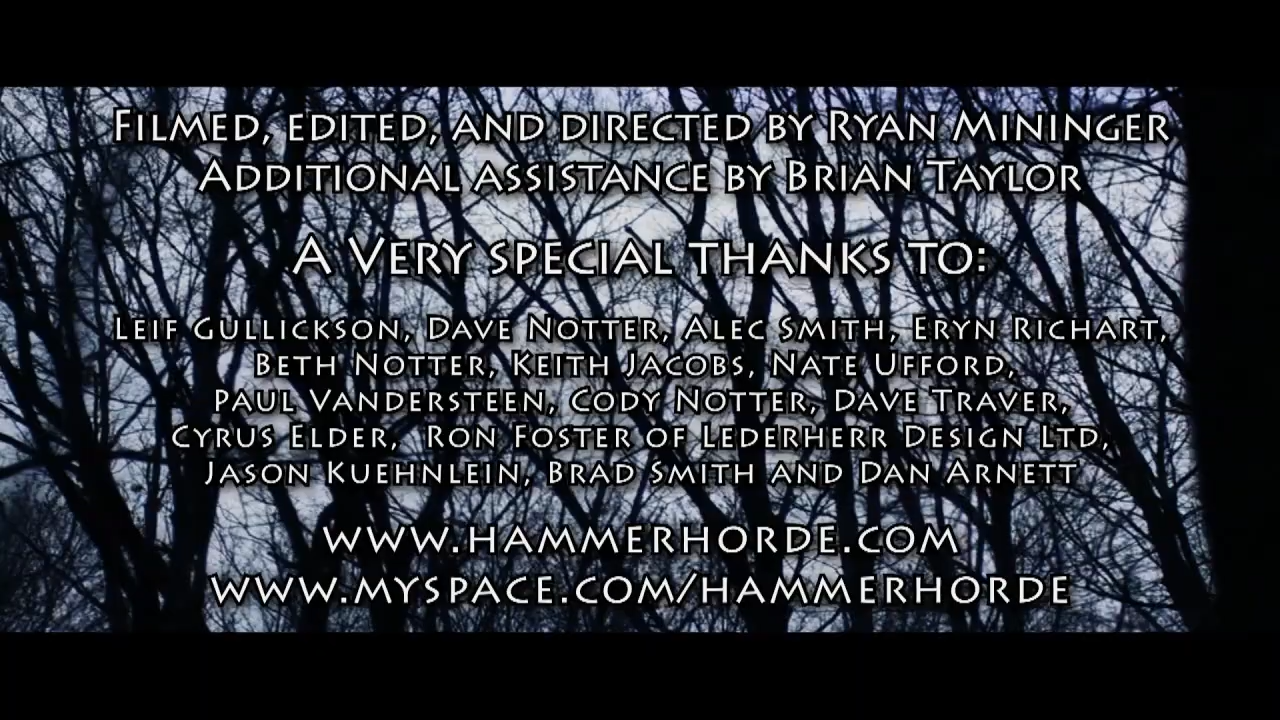 Filmed, edited, and directed by Ryan Mininger
Additional assistance by Brian Taylor
A Very special thanks to:
Leif Gullickson, Dave Notter, Alec Smith, Eryn Richart,
Beth Notter, Keith Jacobs, Nate Ufford,
Paul Vandersteen, Cody Notter, Dave Traver,
Cyrus Elder, Ron Foster of Lederherr Design Ltd,
Jason Kuehnlein, Brad Smith and Dan Arnett
www.hammerhorde.com
www.myspace.com/hammerhorde